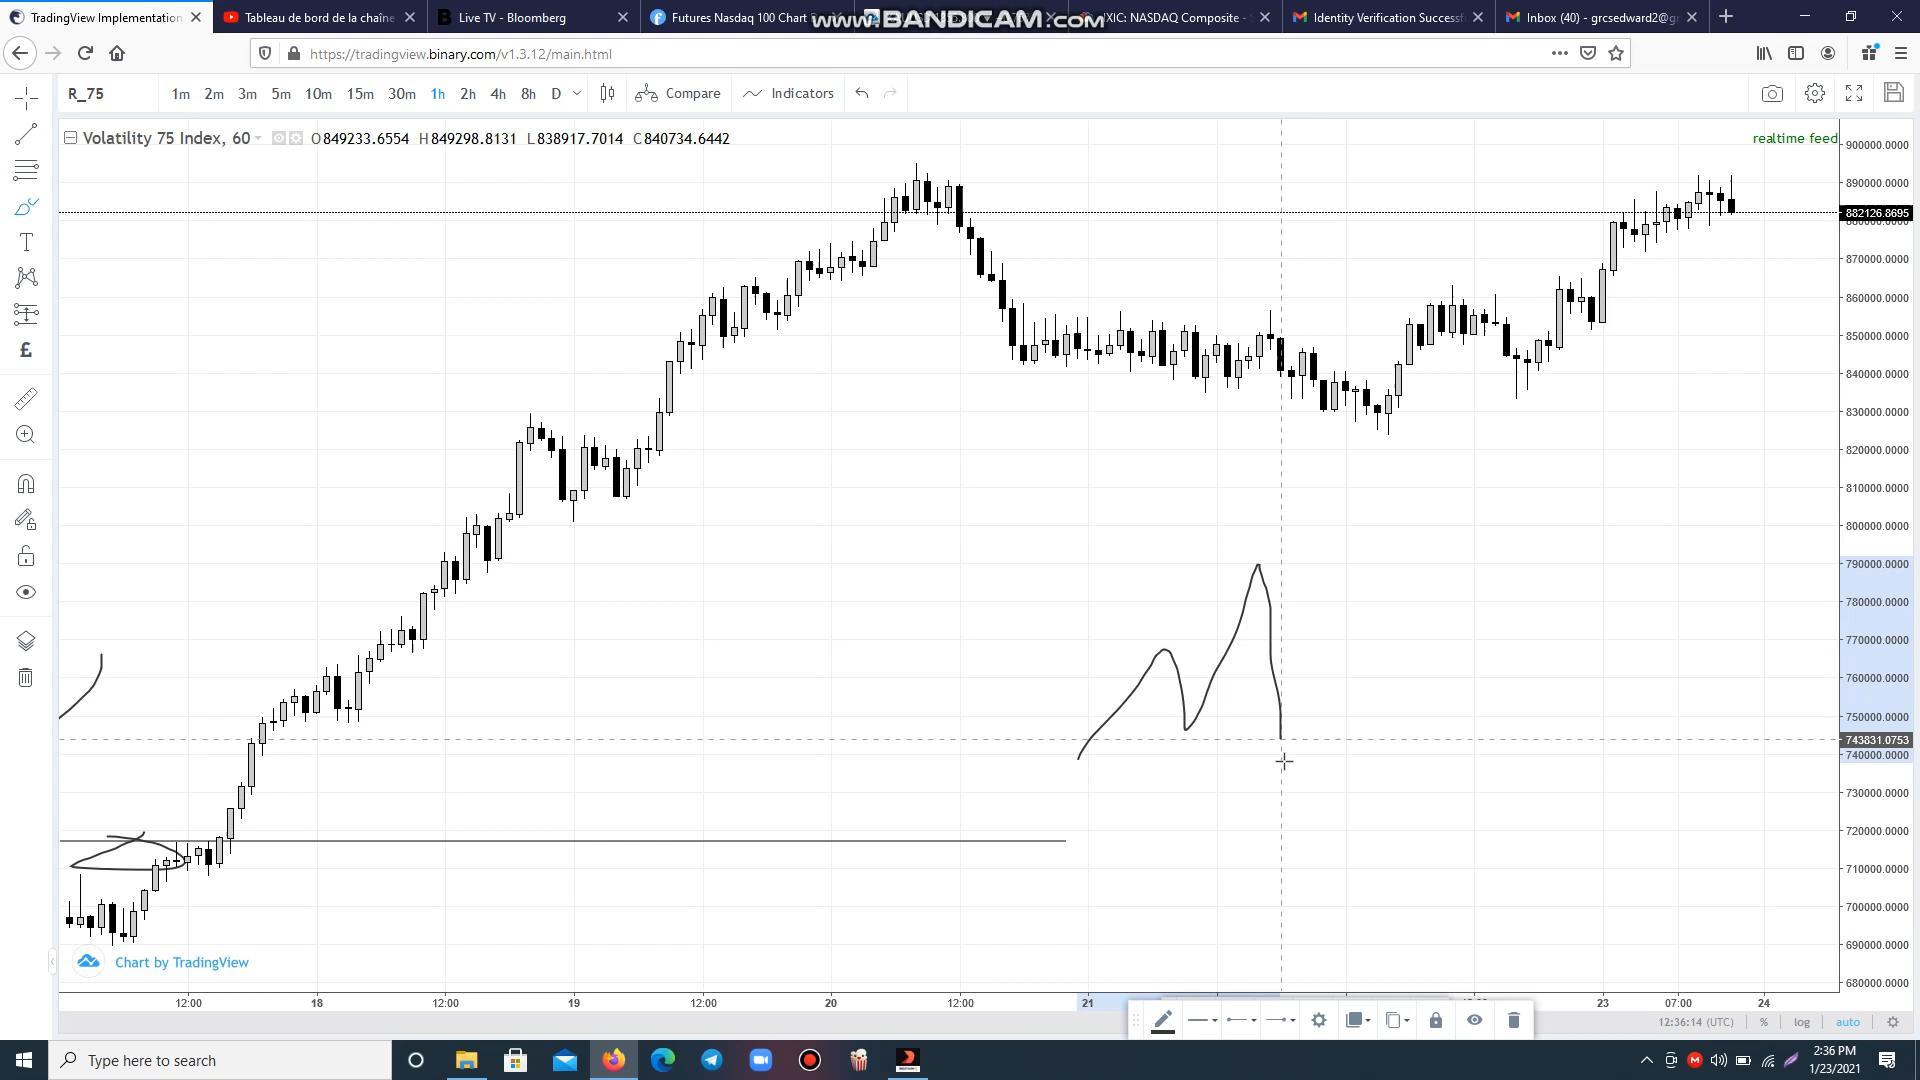 TradingView Implementation
Tableau de bord de la chaîne
Live TV - Bloomberg
Futures Nasdaq 100 Chart
IXIC: NASDAQ Composite -
Identity Verification Successf
Inbox (40) - grcsedward2@g
www.BANDICAM.com
https://tradingview.binary.com/v1.3.12/main.html
R_75
1m 2m 3m 5m 10m 15m 30m 1h 2h 4h 8h D
Compare
Indicators
Volatility 75 Index, 60
O849233.6554 H849298.8131 L838917.7014 C840734.6442
realtime feed
900000.0000
890000.0000
882126.8695
870000.0000
860000.0000
850000.0000
840000.0000
830000.0000
820000.0000
810000.0000
800000.0000
790000.0000
780000.0000
770000.0000
760000.0000
750000.0000
743831.0753
740000.0000
730000.0000
720000.0000
710000.0000
700000.0000
690000.0000
680000.0000
Chart by TradingView
12:00 18 12:00 19 12:00 20 12:00 21 23 07:00 24
12:36:14 (UTC) % log auto
Type here to search
2:36 PM
1/23/2021